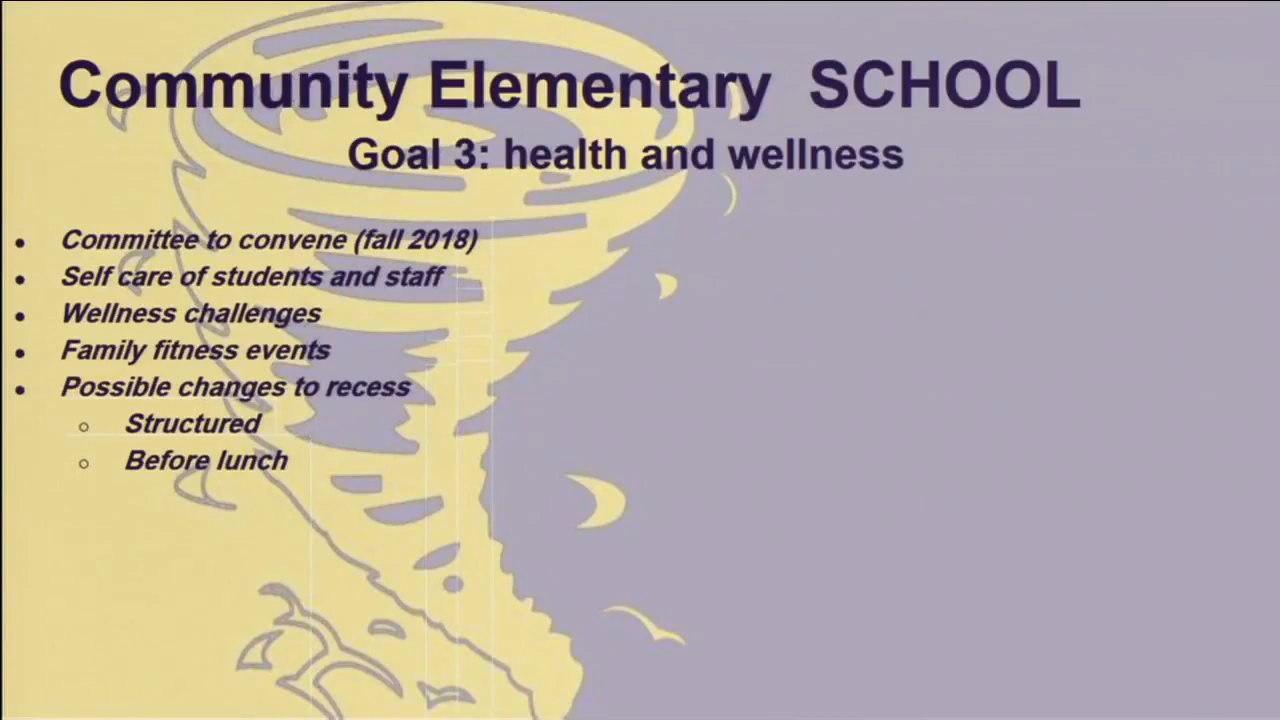 Community Elementary SCHOOL
Goal 3: health and wellness
● Committee to convene (fall 2018)
● Self care of students and staff
● Wellness challenges
● Family fitness events
● Possible changes to recess
○ Structured
○ Before lunch